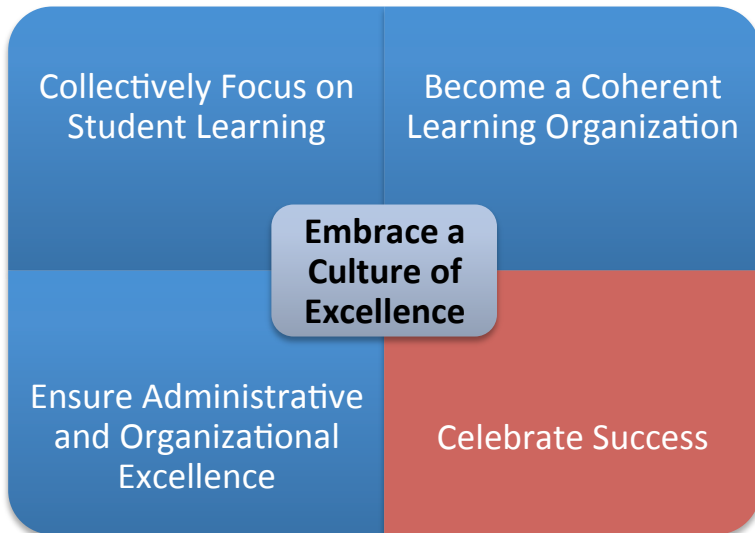 Collectively Focus on
Student Learning
Become a Coherent
Learning Organization
Embrace a
Culture of
Excellence
Ensure Administrative
and Organizational
Excellence
Celebrate Success